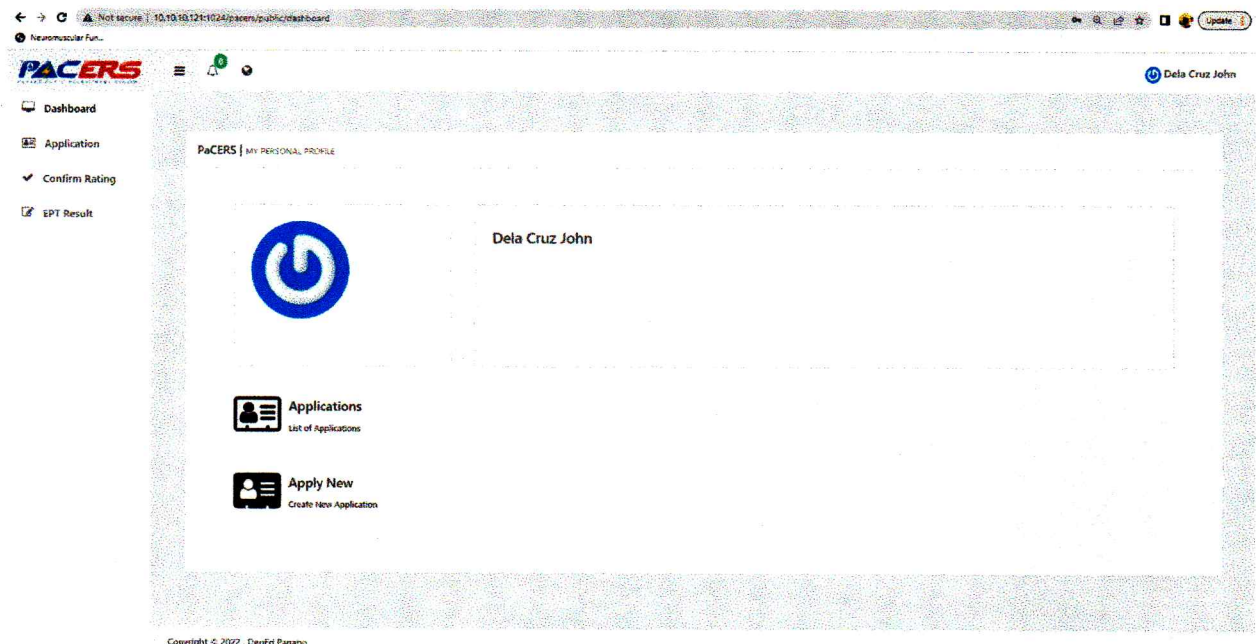 Not secure | 10.10.10.121:1024/pacers/public/dashboard
Update
Neuromuscular Fun...
PACERS
0
Dela Cruz John
Dashboard
Application
Confirm Rating
EPT Result
PaCERS | MY PERSONAL PROFILE
Dela Cruz John
Applications
List of Applications
Apply New
Create New Application
Copyright © 2022 DepEd